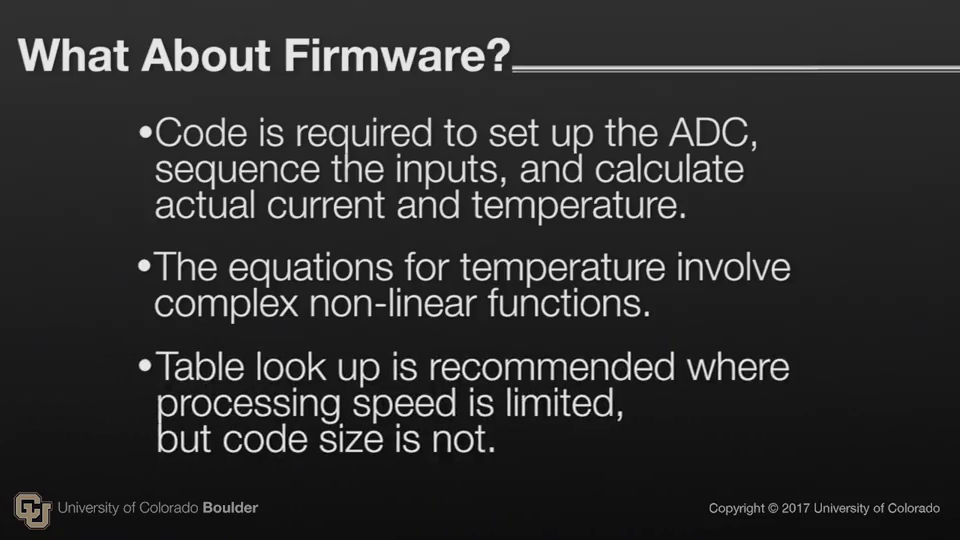 What About Firmware?
•Code is required to set up the ADC,
sequence the inputs, and calculate
actual current and temperature.
•The equations for temperature involve
complex non-linear functions.
•Table look up is recommended where
processing speed is limited,
but code size is not.
CU University of Colorado Boulder
Copyright © 2017 University of Colorado